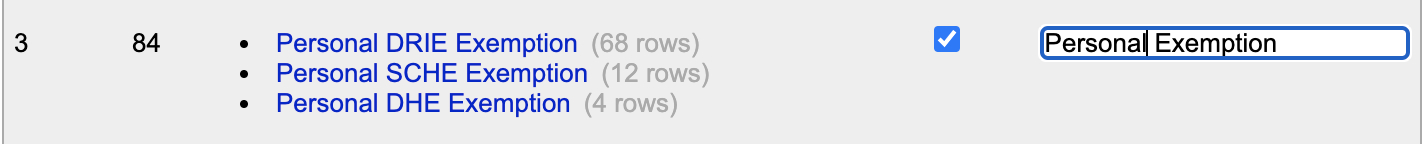 3 84 • Personal DRIE Exemption (68 rows) Personal Exemption
• Personal SCHE Exemption (12 rows)
• Personal DHE Exemption (4 rows)